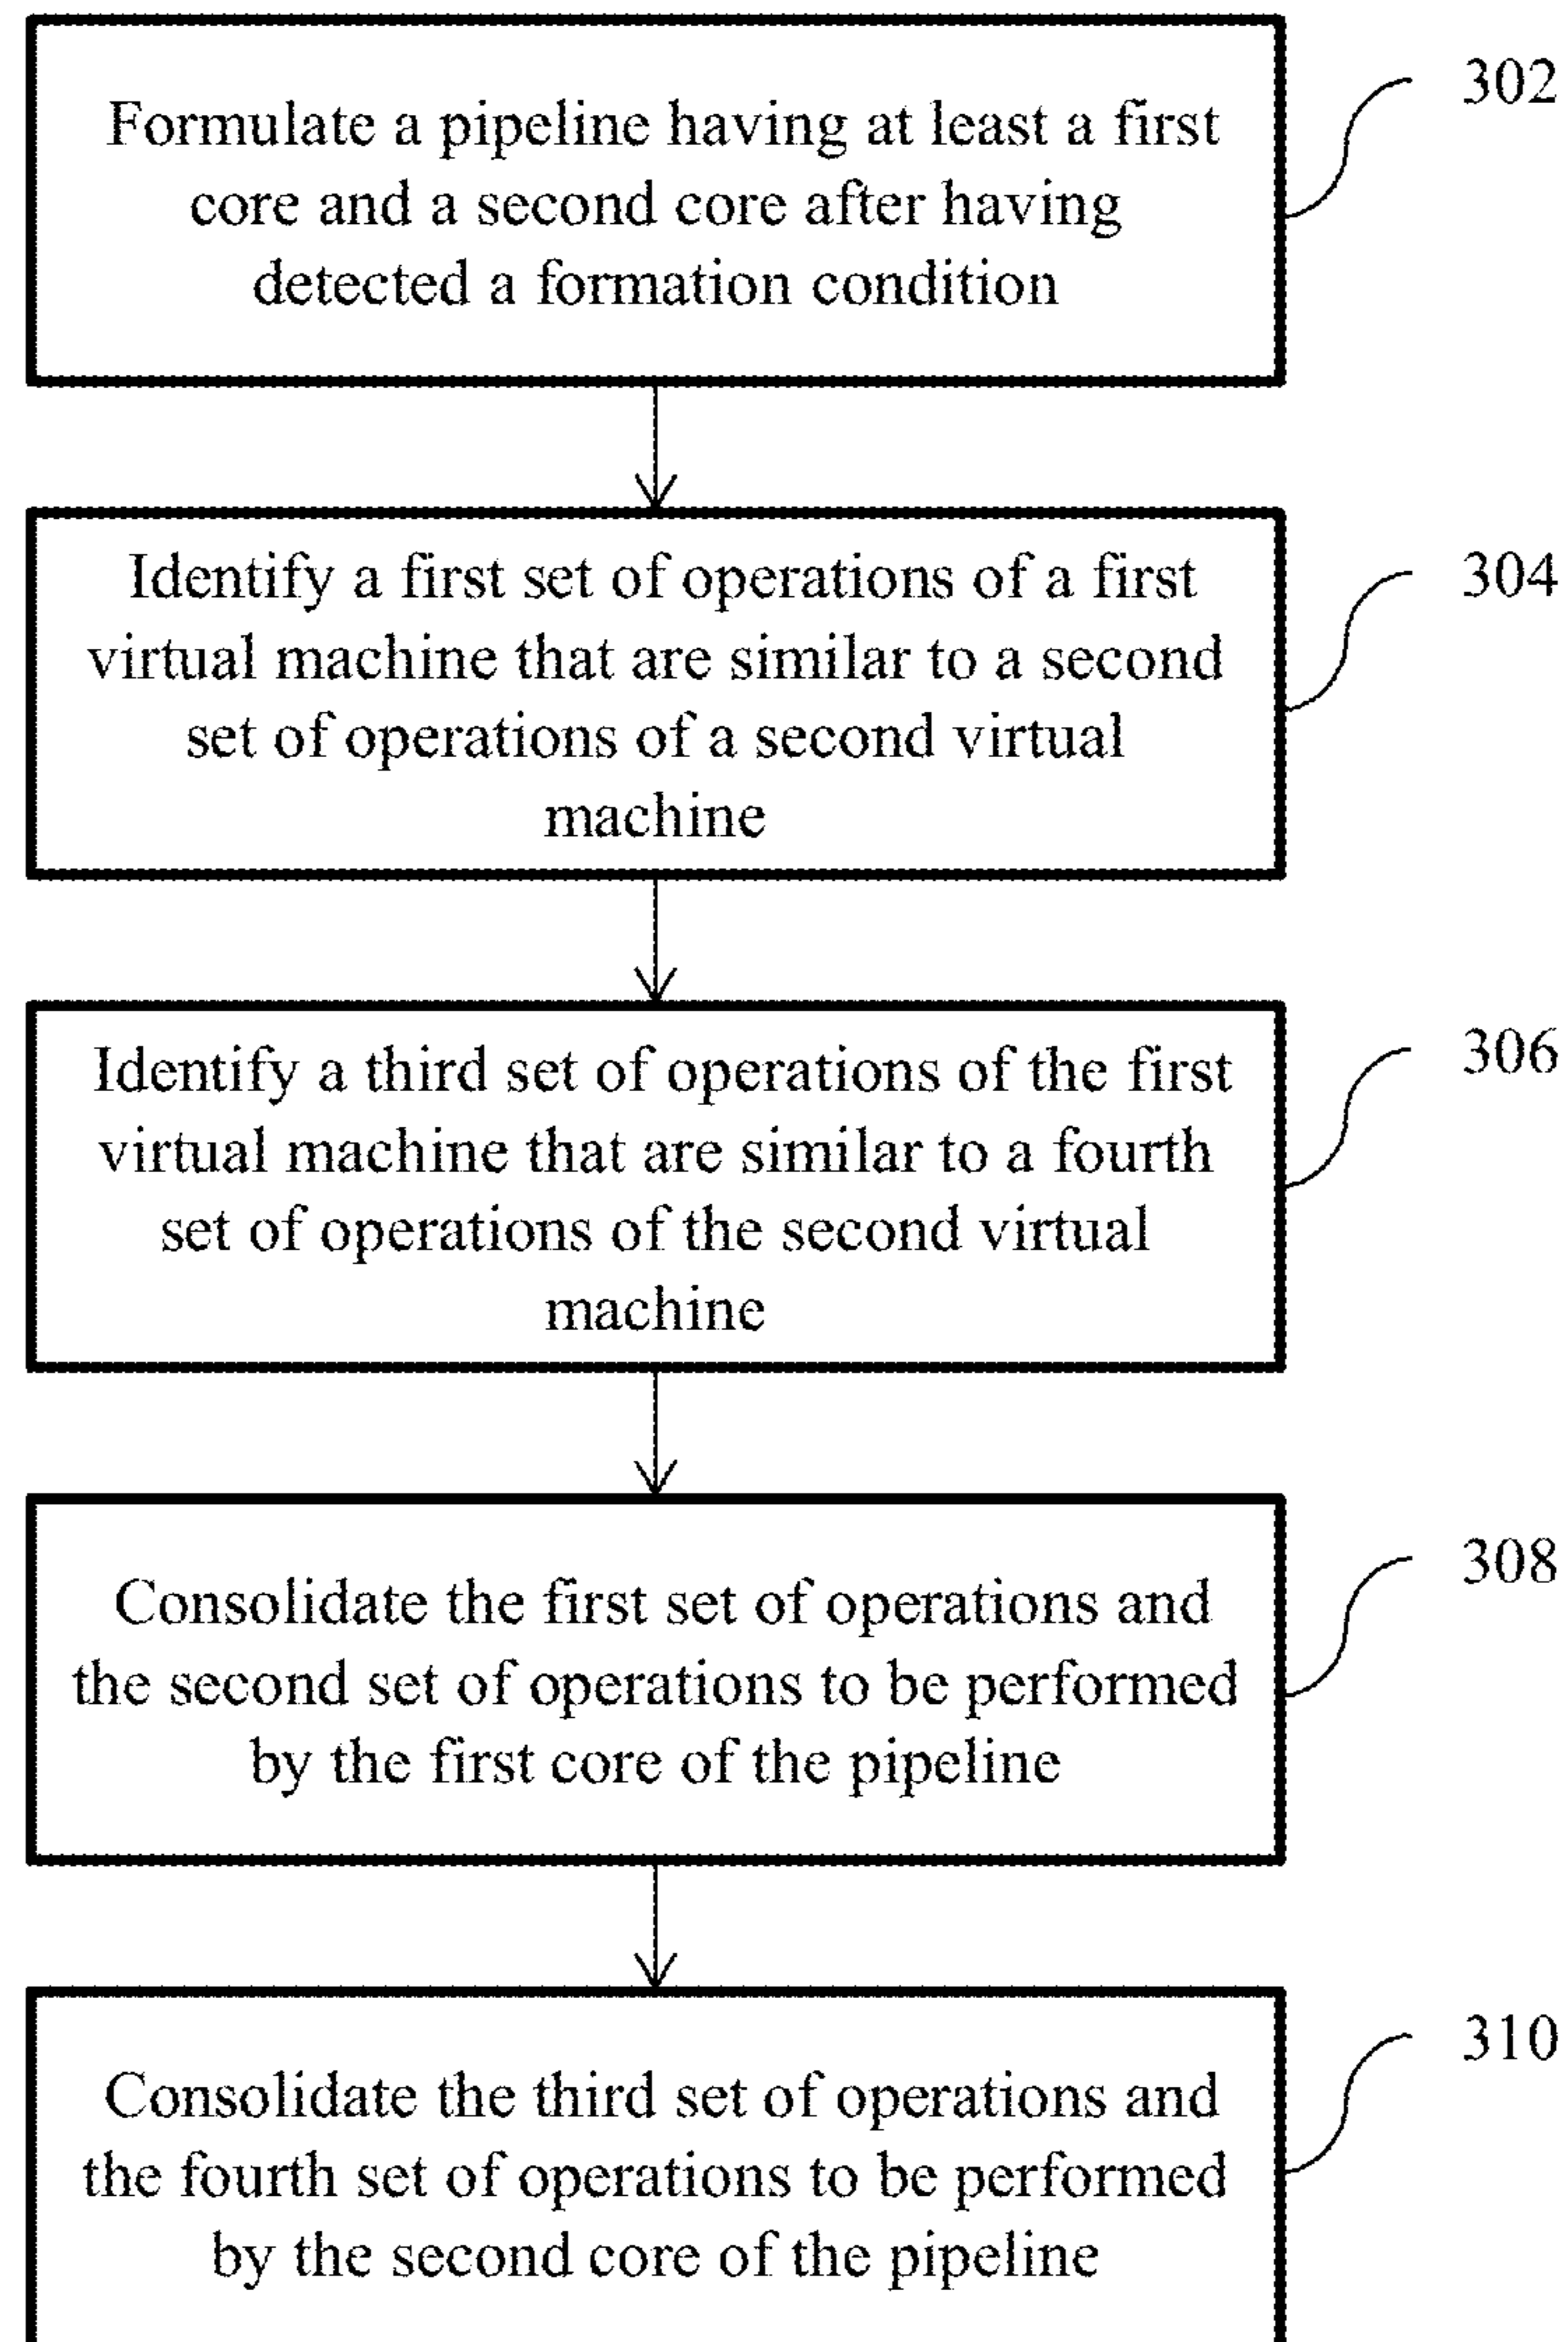 Formulate a pipeline having at least a first
core and a second core after having
detected a formation condition
302
Identify a first set of operations of a first
virtual machine that are similar to a second
set of operations of a second virtual
machine
304
Identify a third set of operations of the first
virtual machine that are similar to a fourth
set of operations of the second virtual
machine
306
Consolidate the first set of operations and
the second set of operations to be performed
by the first core of the pipeline
308
Consolidate the third set of operations and
the fourth set of operations to be performed
by the second core of the pipeline
310